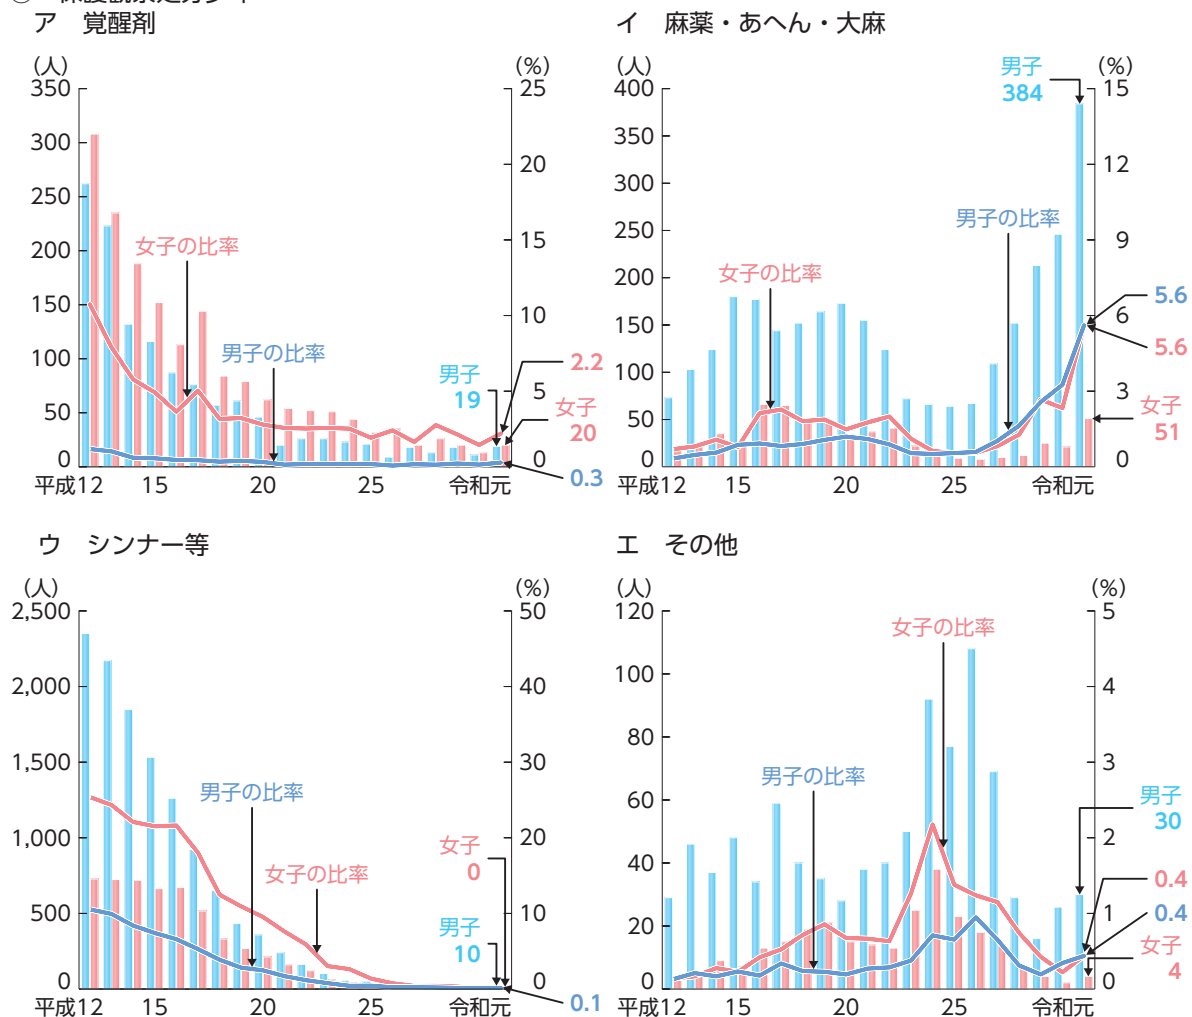 ア 覚醒剤
(人)
(%)
350
300
250
200
150
100
50
0
25
20
15
10
5
0
女子の比率
男子の比率
男子
19
2.2
女子
20
0.3
平成12
15
20
25
令和元
イ 麻薬・あへん・大麻
(人)
(%)
400
350
300
250
200
150
100
50
0
15
12
9
6
3
0
男子
384
男子の比率
女子の比率
5.6
5.6
女子
51
平成12
15
20
25
令和元
ウ シンナー等
(人)
(%)
2,500
2,000
1,500
1,000
500
0
50
40
30
20
10
0
男子の比率
女子の比率
女子
0
男子
10
0.1
平成12
15
20
25
令和元
エ その他
(人)
(%)
120
100
80
60
40
20
0
5
4
3
2
1
0
女子の比率
男子の比率
男子
30
0.4
0.4
女子
4
平成12
15
20
25
令和元